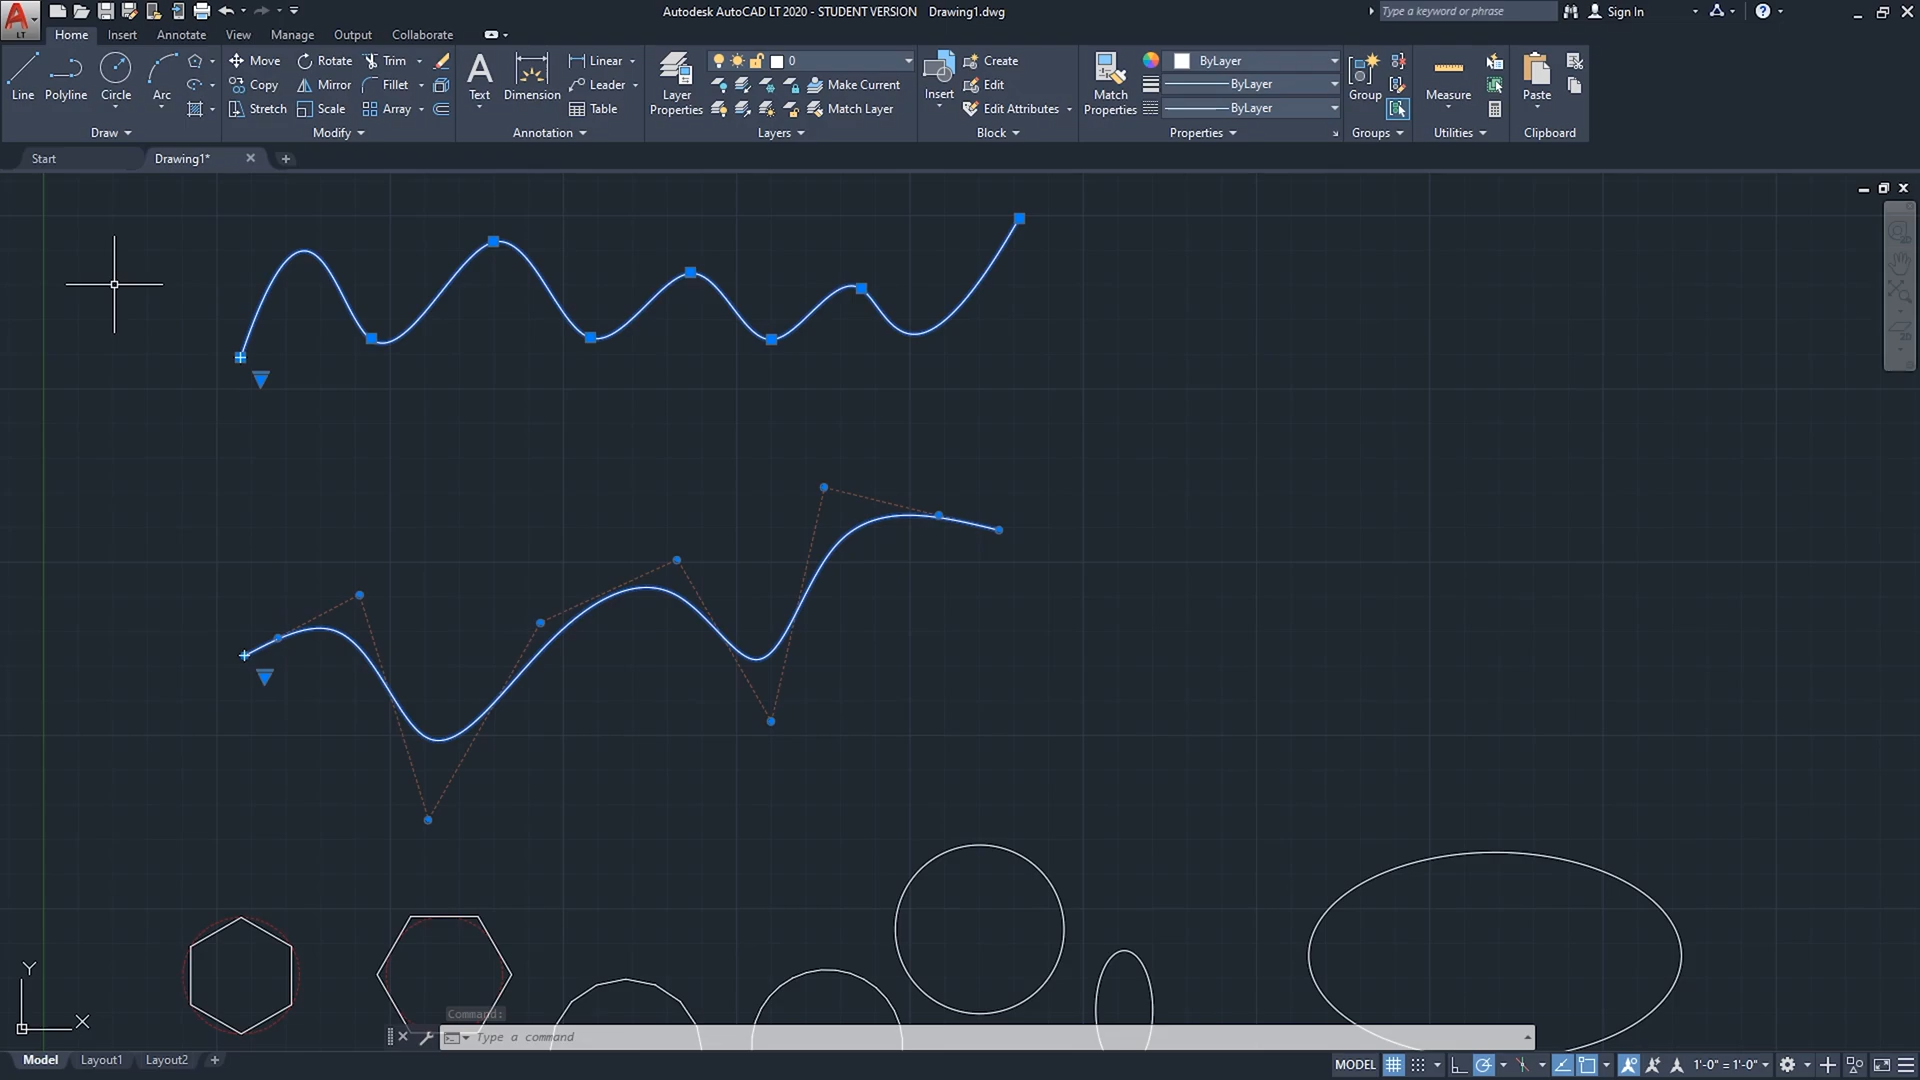 Autodesk AutoCAD LT 2020 - STUDENT VERSION Drawing1.dwg
Type a keyword or phrase
Sign In
LT
Home Insert Annotate View Manage Output Collaborate
Line
Polyline
Circle
Arc
Draw
Move Rotate Trim
Copy Mirror Fillet
Stretch Scale Array
Modify
Text
Dimension
Linear
Leader
Table
Annotation
Layer
Properties
0
Make Current
Match Layer
Layers
Insert
Create
Edit
Edit Attributes
Block
Match
Properties
ByLayer
ByLayer
ByLayer
Properties
Group
Groups
Measure
Utilities
Paste
Clipboard
Start Drawing1*
Y
X
Command:
Type a command
Model Layout1 Layout2
MODEL
1'-0" = 1'-0"